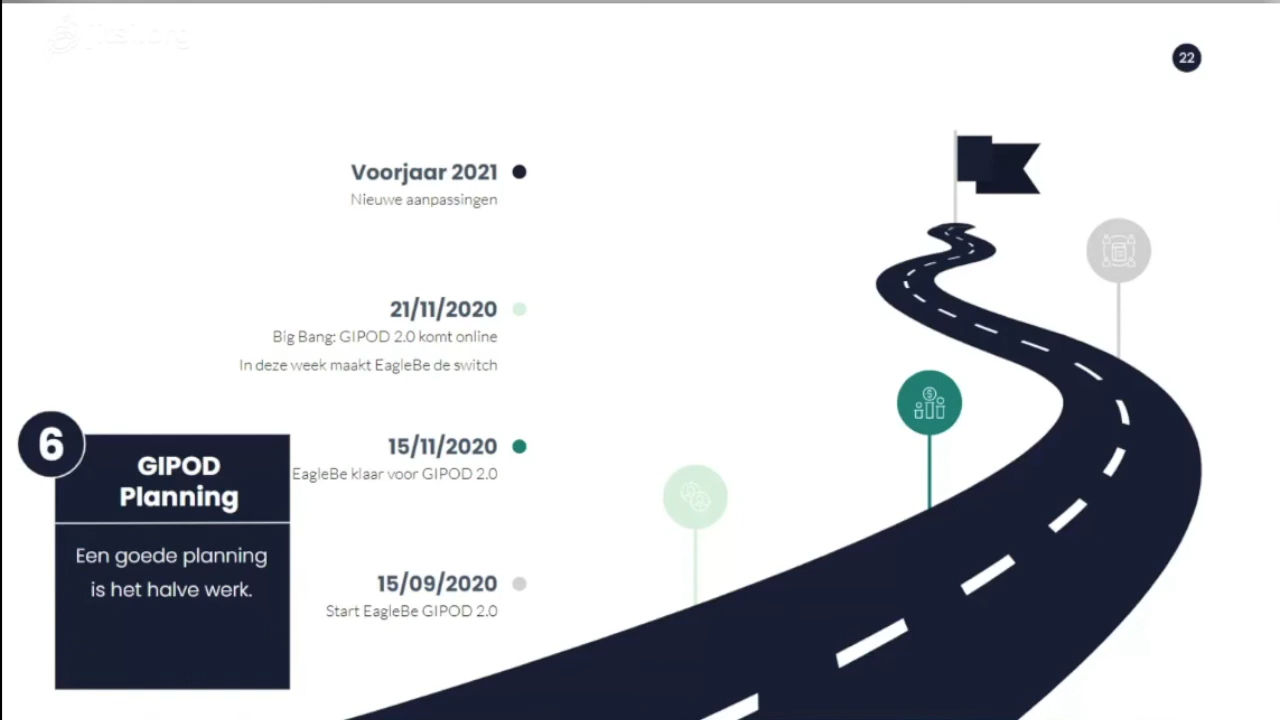 jitsi.org
22
Voorjaar 2021
Nieuwe aanpassingen
21/11/2020
Big Bang: GIPOD 2.0 komt online
In deze week maakt EagleBe de switch
15/11/2020
EagleBe klaar voor GIPOD 2.0
15/09/2020
Start EagleBe GIPOD 2.0
6
GIPOD
Planning
Een goede planning
is het halve werk.
$